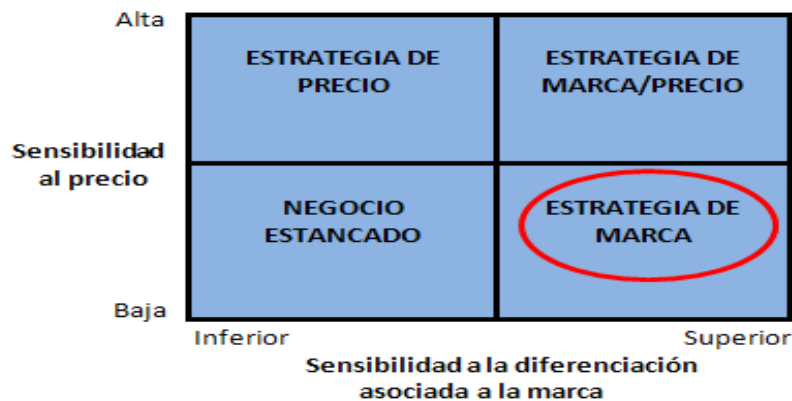 Alta
ESTRATEGIA DE
PRECIO
ESTRATEGIA DE
MARCA/PRECIO
Sensibilidad
al precio
NEGOCIO
ESTANCADO
ESTRATEGIA DE
MARCA
Baja
Inferior
Superior
Sensibilidad a la diferenciación
asociada a la marca